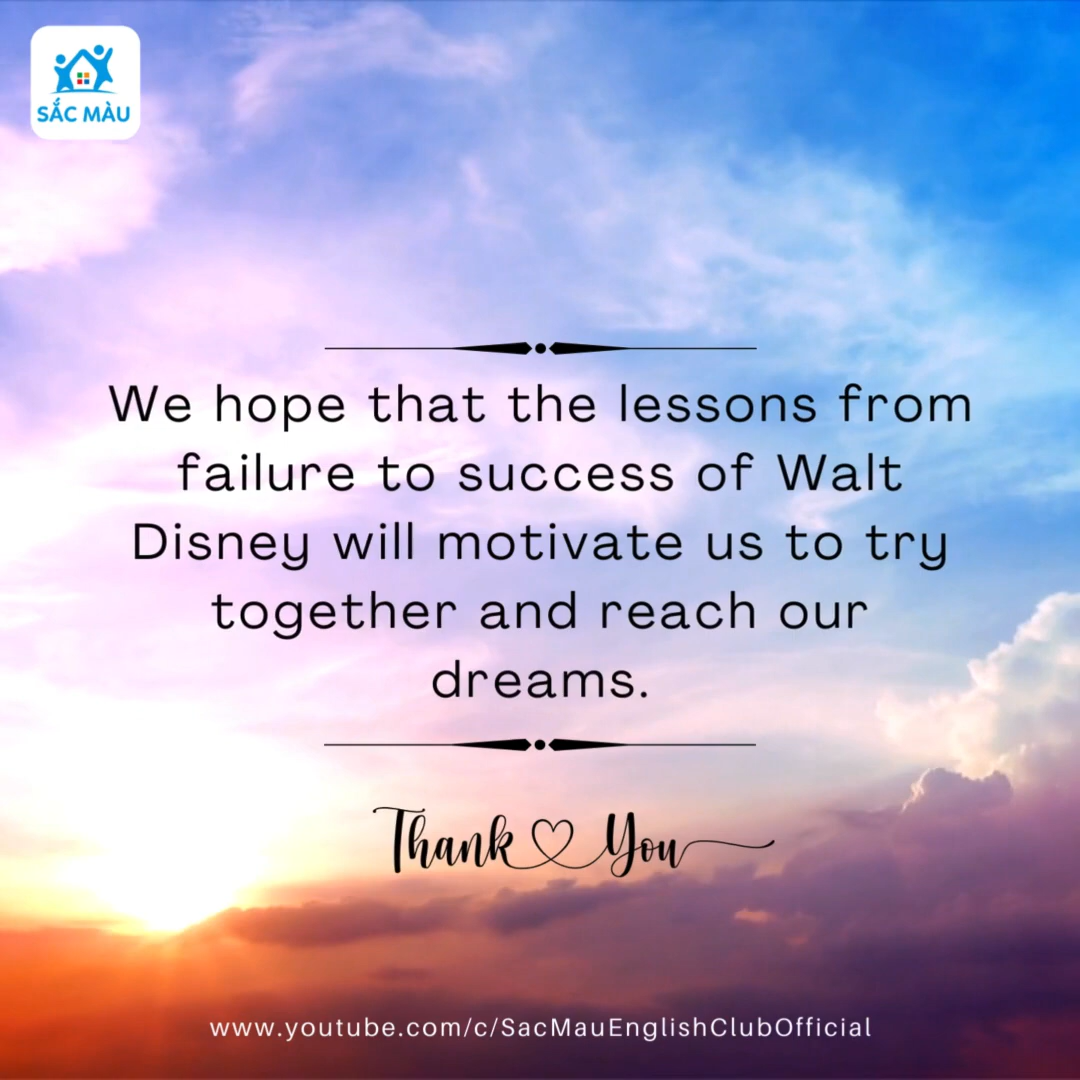 SẮC MÀU
We hope that the lessons from
failure to success of Walt
Disney will motivate us to try
together and reach our
dreams.
Thank You
www.youtube.com/c/SacMauEnglishClubOfficial